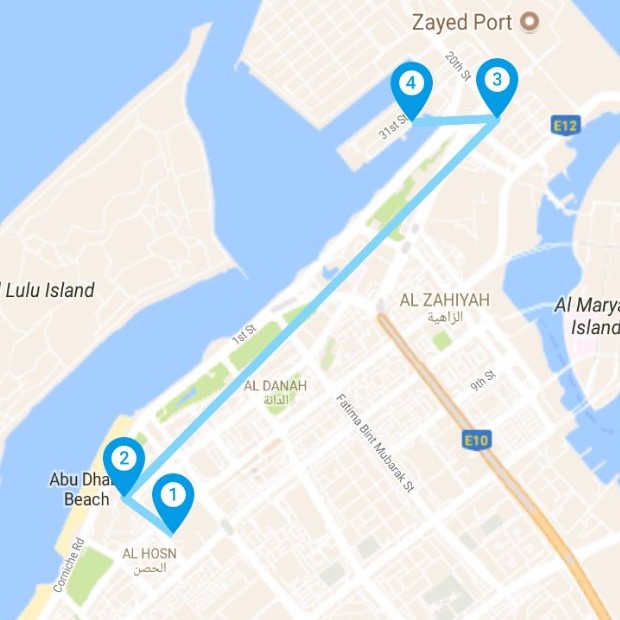 Zayed Port
20th St
4
3
31st St
E12
l Lulu Island
AL ZAHIYAH
الزاهية
Al Marya
Island
1st St
AL DANAH
الدانة
9th St
Fatima Bint Mubarak St
E10
2
Abu Dha
Beach
1
AL HOSN
الحصن
Corniche Rd